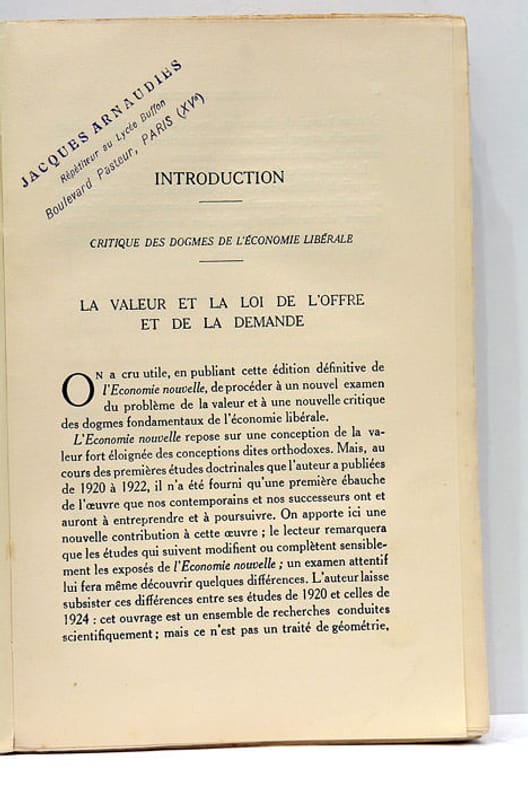 JACQUES ARNAUDIES
Répétiteur au Lycée Buffon
Boulevard Pasteur, PARIS (XVe)
INTRODUCTION
CRITIQUE DES DOGMES DE L'ÉCONOMIE LIBÉRALE
LA VALEUR ET LA LOI DE L'OFFRE
ET DE LA DEMANDE
ON a cru utile, en publiant cette édition définitive de
l'Economie nouvelle, de procéder à un nouvel examen
du problème de la valeur et à une nouvelle critique
des dogmes fondamentaux de l'économie libérale.
L'Economie nouvelle repose sur une conception de la va-
leur fort éloignée des conceptions dites orthodoxes. Mais, au
cours des premières études doctrinales que l'auteur a publiées
de 1920 à 1922, il n'a été fourni qu'une première ébauche
de l'œuvre que nos contemporains et nos successeurs ont et
auront à entreprendre et à poursuivre. On apporte ici une
nouvelle contribution à cette œuvre ; le lecteur remarquera
que les études qui suivent modifient ou complètent sensible-
ment les exposés de l'Economie nouvelle ; un examen attentif
lui fera même découvrir quelques différences. L'auteur laisse
subsister ces différences entre ses études de 1920 et celles de
1924 : cet ouvrage est un ensemble de recherches conduites
scientifiquement ; mais ce n'est pas un traité de géométrie,